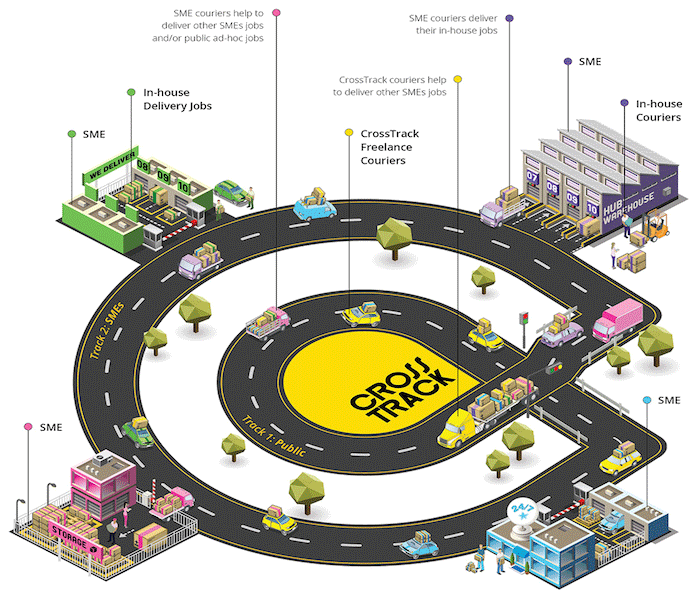 SME couriers help to
deliver other SMEs jobs
and/or public ad-hoc jobs
SME couriers deliver
their in-house jobs
CrossTrack couriers help
to deliver other SMEs jobs
SME
In-house
Delivery Jobs
In-house
Couriers
SME
CrossTrack
Freelance
Couriers
WE DELIVER
08
09
10
07
08
09
10
HUB
WAREHOUSE
Track 2: SMEs
CROSS
TRACK
Track 1: Public
SME
SME
STORAGE
24/7